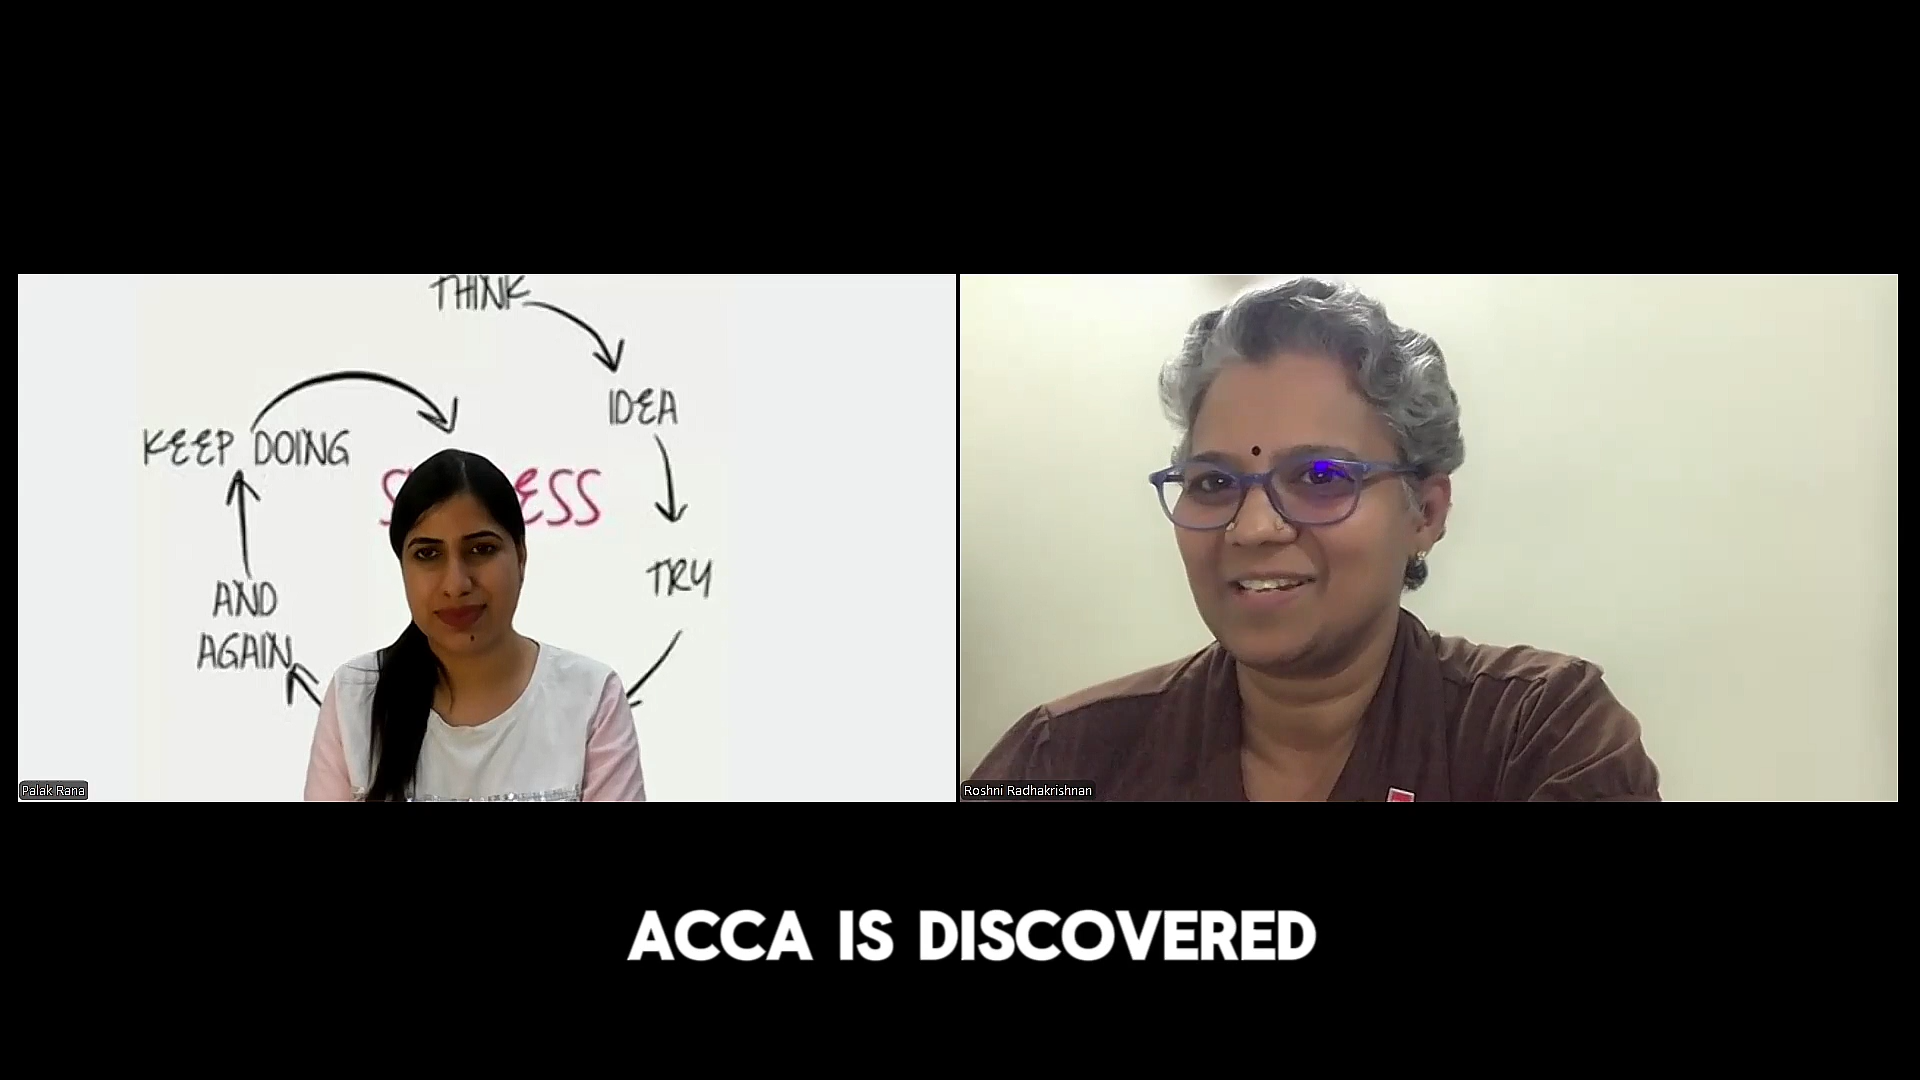 THINK
IDEA
KEEP DOING
TRY
AND
AGAIN
Palak Rana
Roshni Radhakrishnan
ACCA IS DISCOVERED